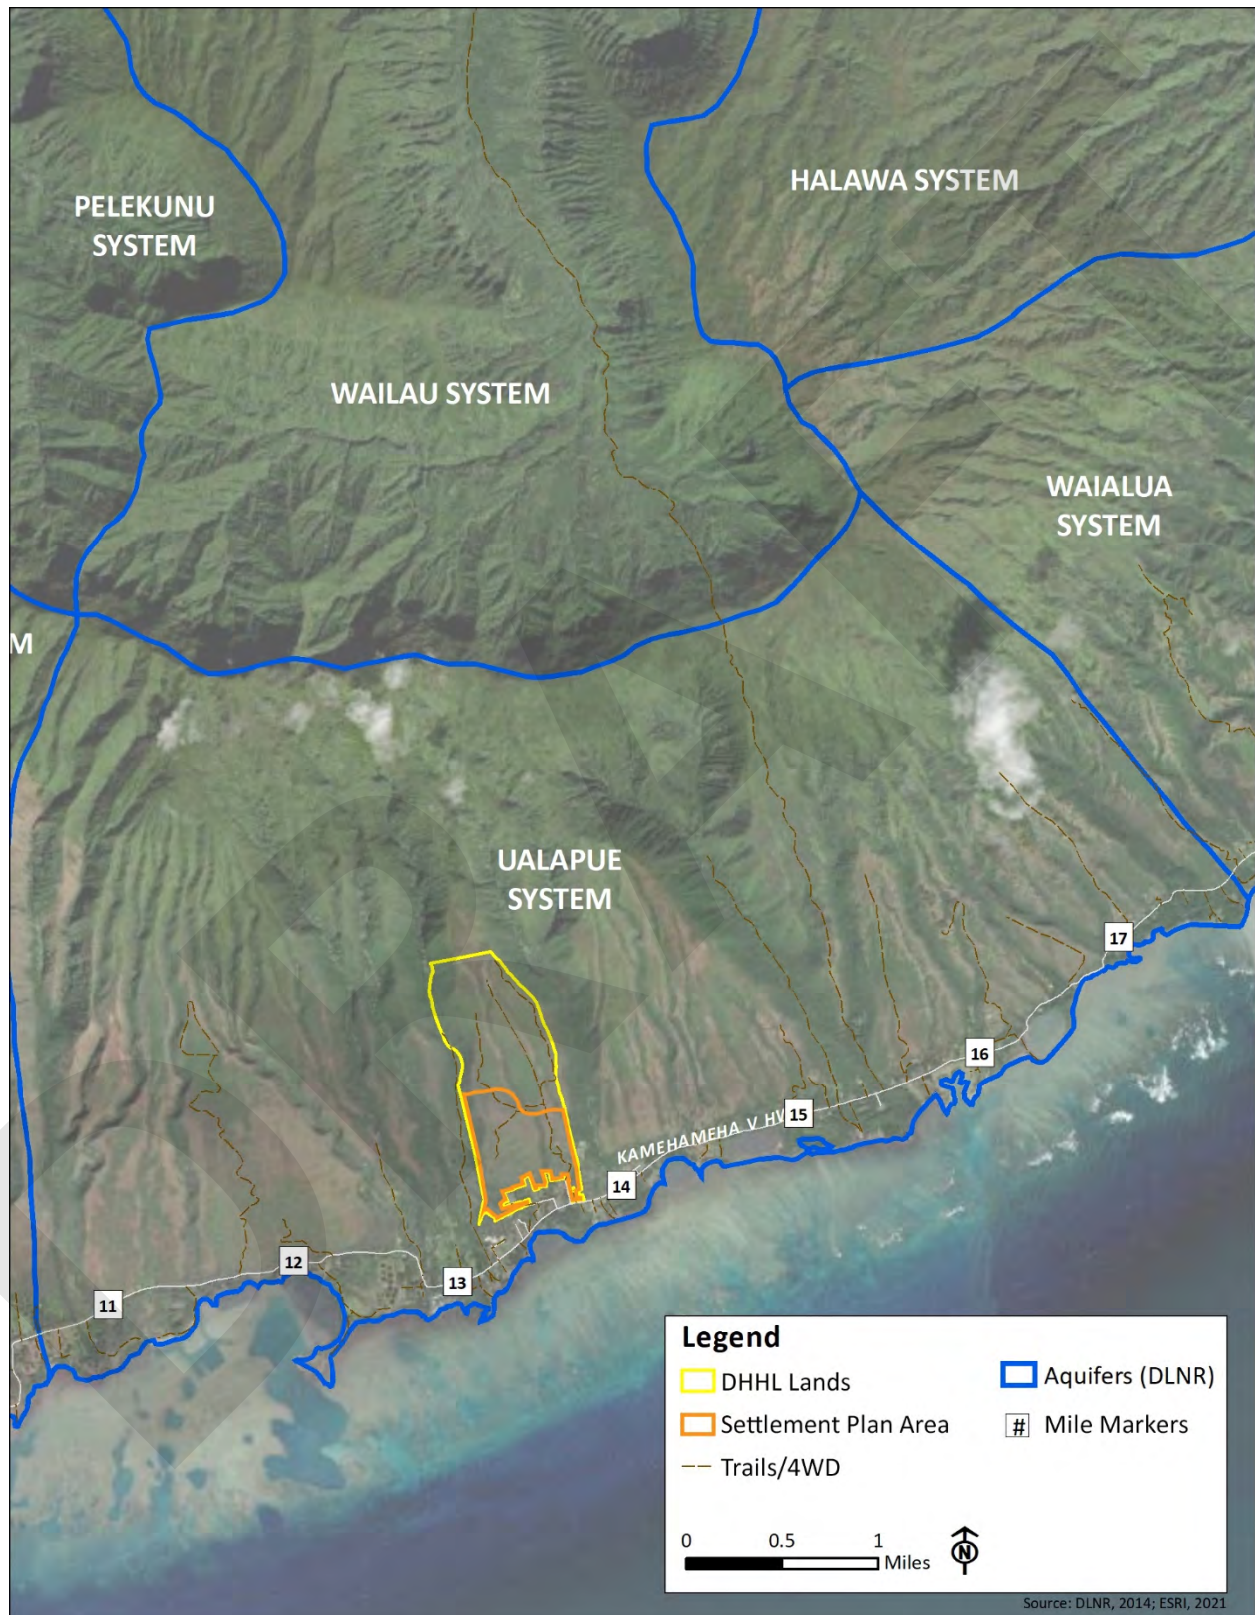 HALAWA SYSTEM
PELEKUNU
SYSTEM
WAILAU SYSTEM
WAIALUA
SYSTEM
M
UALAPUE
SYSTEM
17
16
15
KAMEHAMEHA V HW
14
13
12
11
Legend
DHHL Lands
Settlement Plan Area
Trails/4WD
Aquifers (DLNR)
# Mile Markers
0 0.5 1
Miles
N
Source: DLNR, 2014; ESRI, 2021
DRAFT